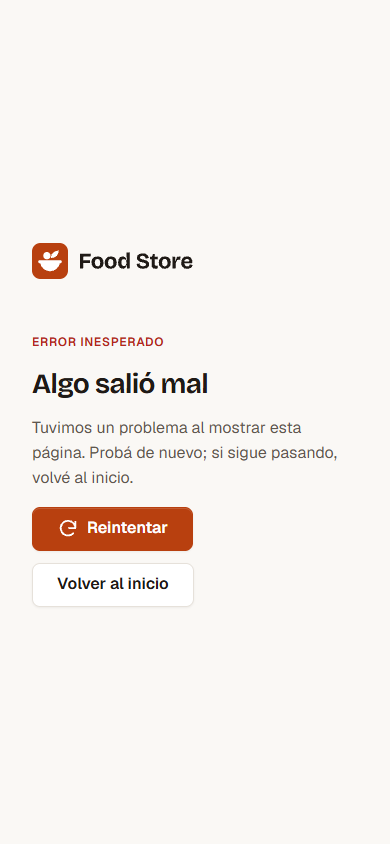 Food Store
ERROR INESPERADO
Algo salió mal
Tuvimos un problema al mostrar esta
página. Probá de nuevo; si sigue pasando,
volvé al inicio.
Reintentar
Volver al inicio